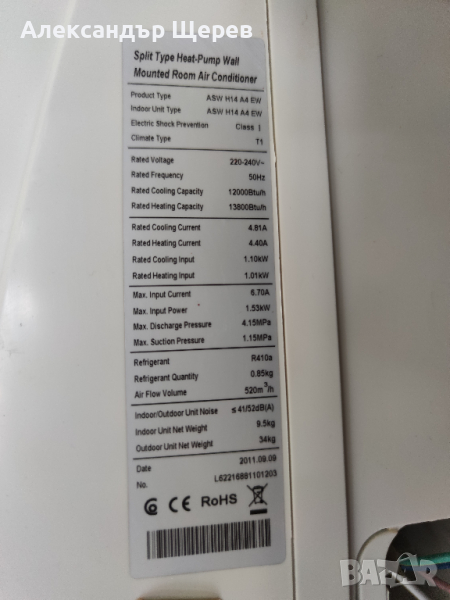 Александър Щерев
Split Type Heat-Pump Wall
Mounted Room Air Conditioner
Product Type ASW H14 A4 EW
Indoor Unit Type ASW H14 A4 EW
Electric Shock Prevention Class I
Climate Type T1
Rated Voltage 220-240V~
Rated Frequency 50Hz
Rated Cooling Capacity 12000Btu/h
Rated Heating Capacity 13800Btu/h
Rated Cooling Current 4.81A
Rated Heating Current 4.40A
Rated Cooling Input 1.10kW
Rated Heating Input 1.01kW
Max. Input Current 6.70A
Max. Input Power 1.53kW
Max. Discharge Pressure 4.15MPa
Max. Suction Pressure 1.15MPa
Refrigerant R410a
Refrigerant Quantity 0.85kg
Air Flow Volume 520m³/h
Indoor/Outdoor Unit Noise ≤41/52dB(A)
Indoor Unit Net Weight 9.5kg
Outdoor Unit Net Weight 34kg
Date 2011.09.09
No. L62216881101203
CE RoHS
BAZAR